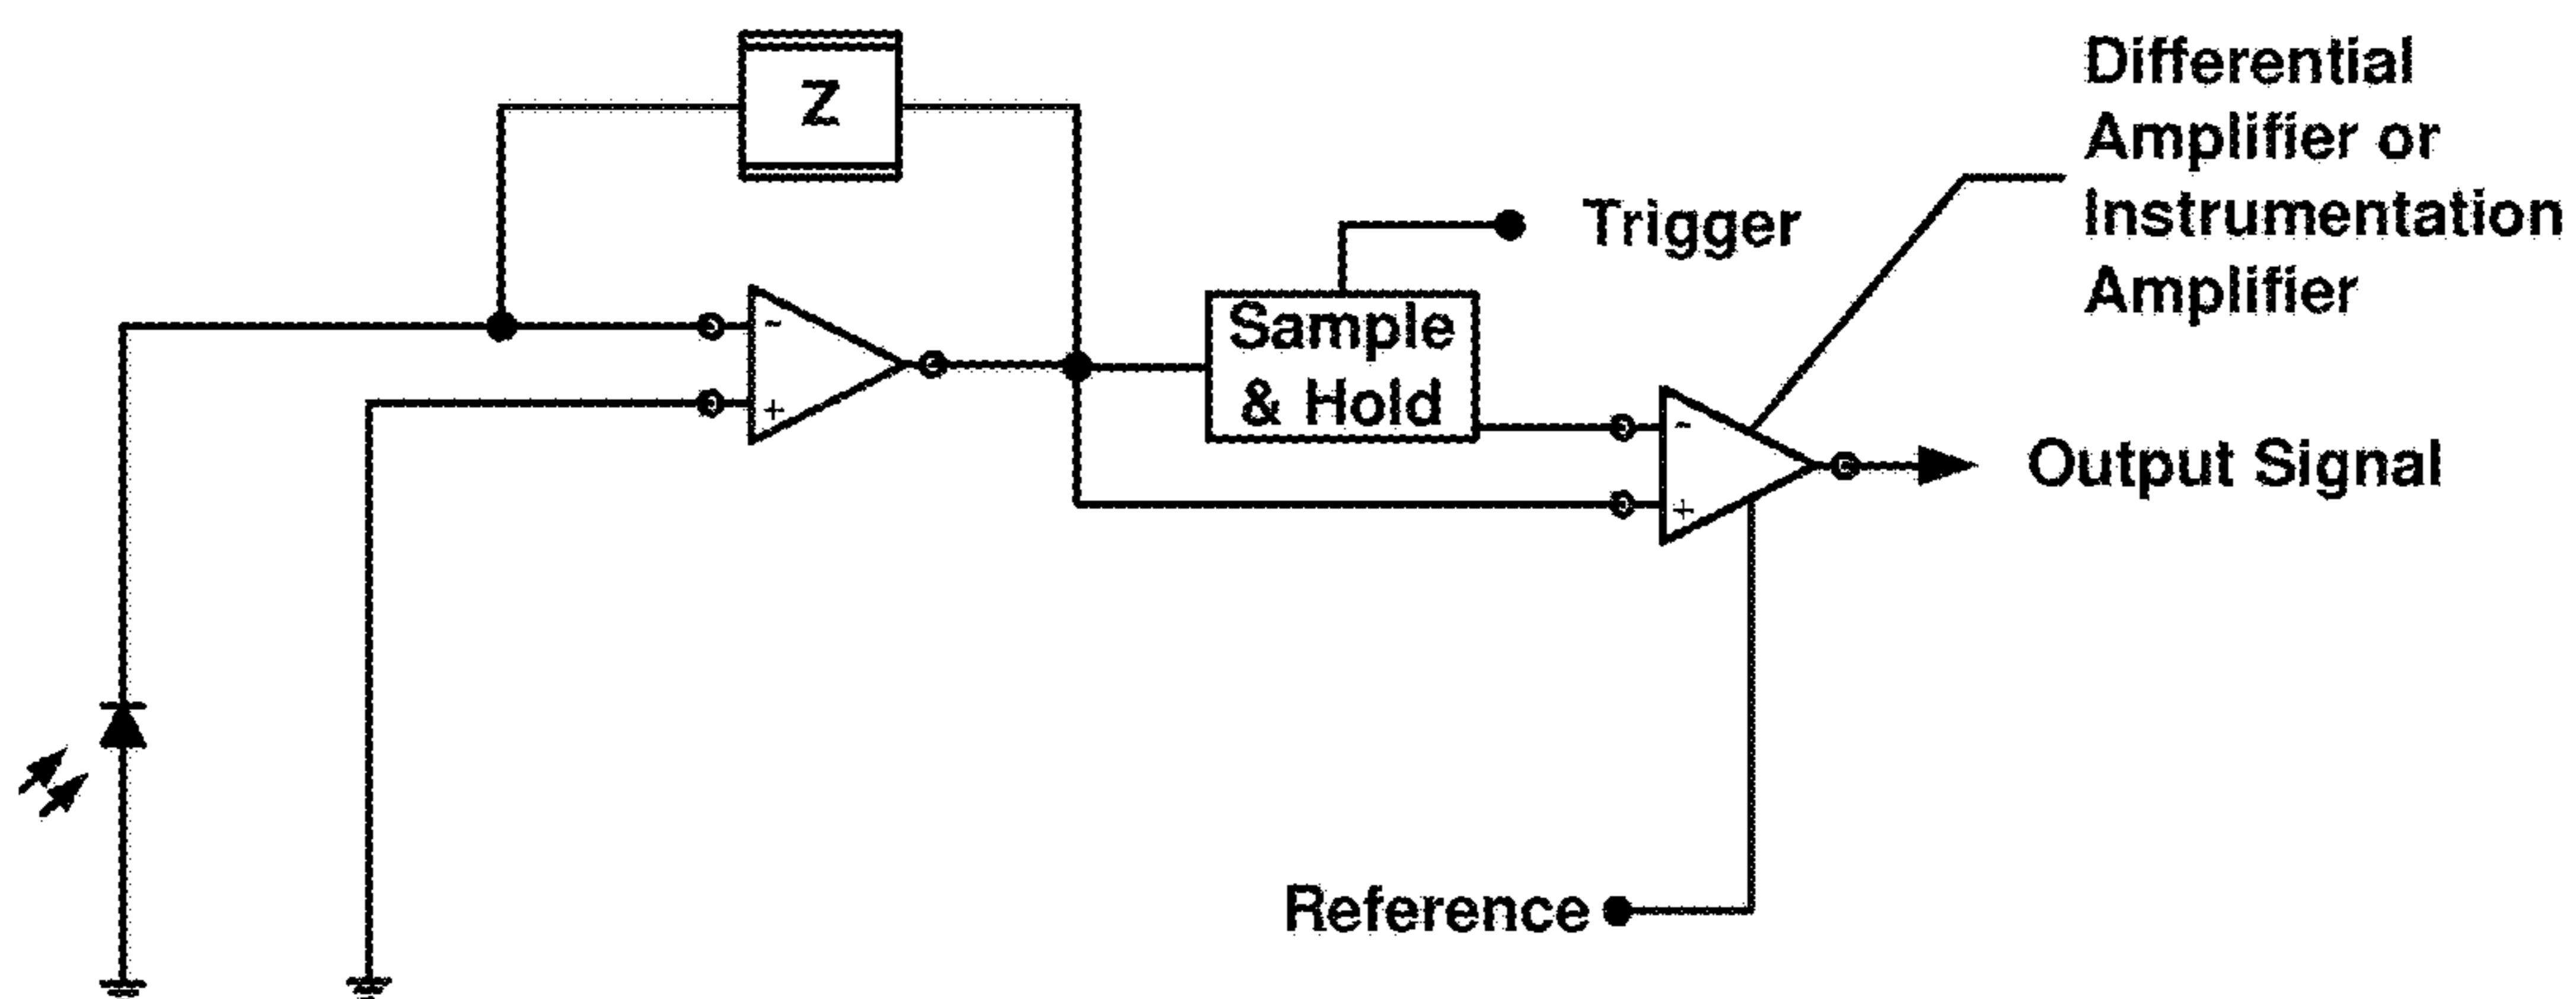 Z
Differential
Amplifier or
Instrumentation
Amplifier
Trigger
Sample
& Hold
-
+
-
+
Output Signal
Reference